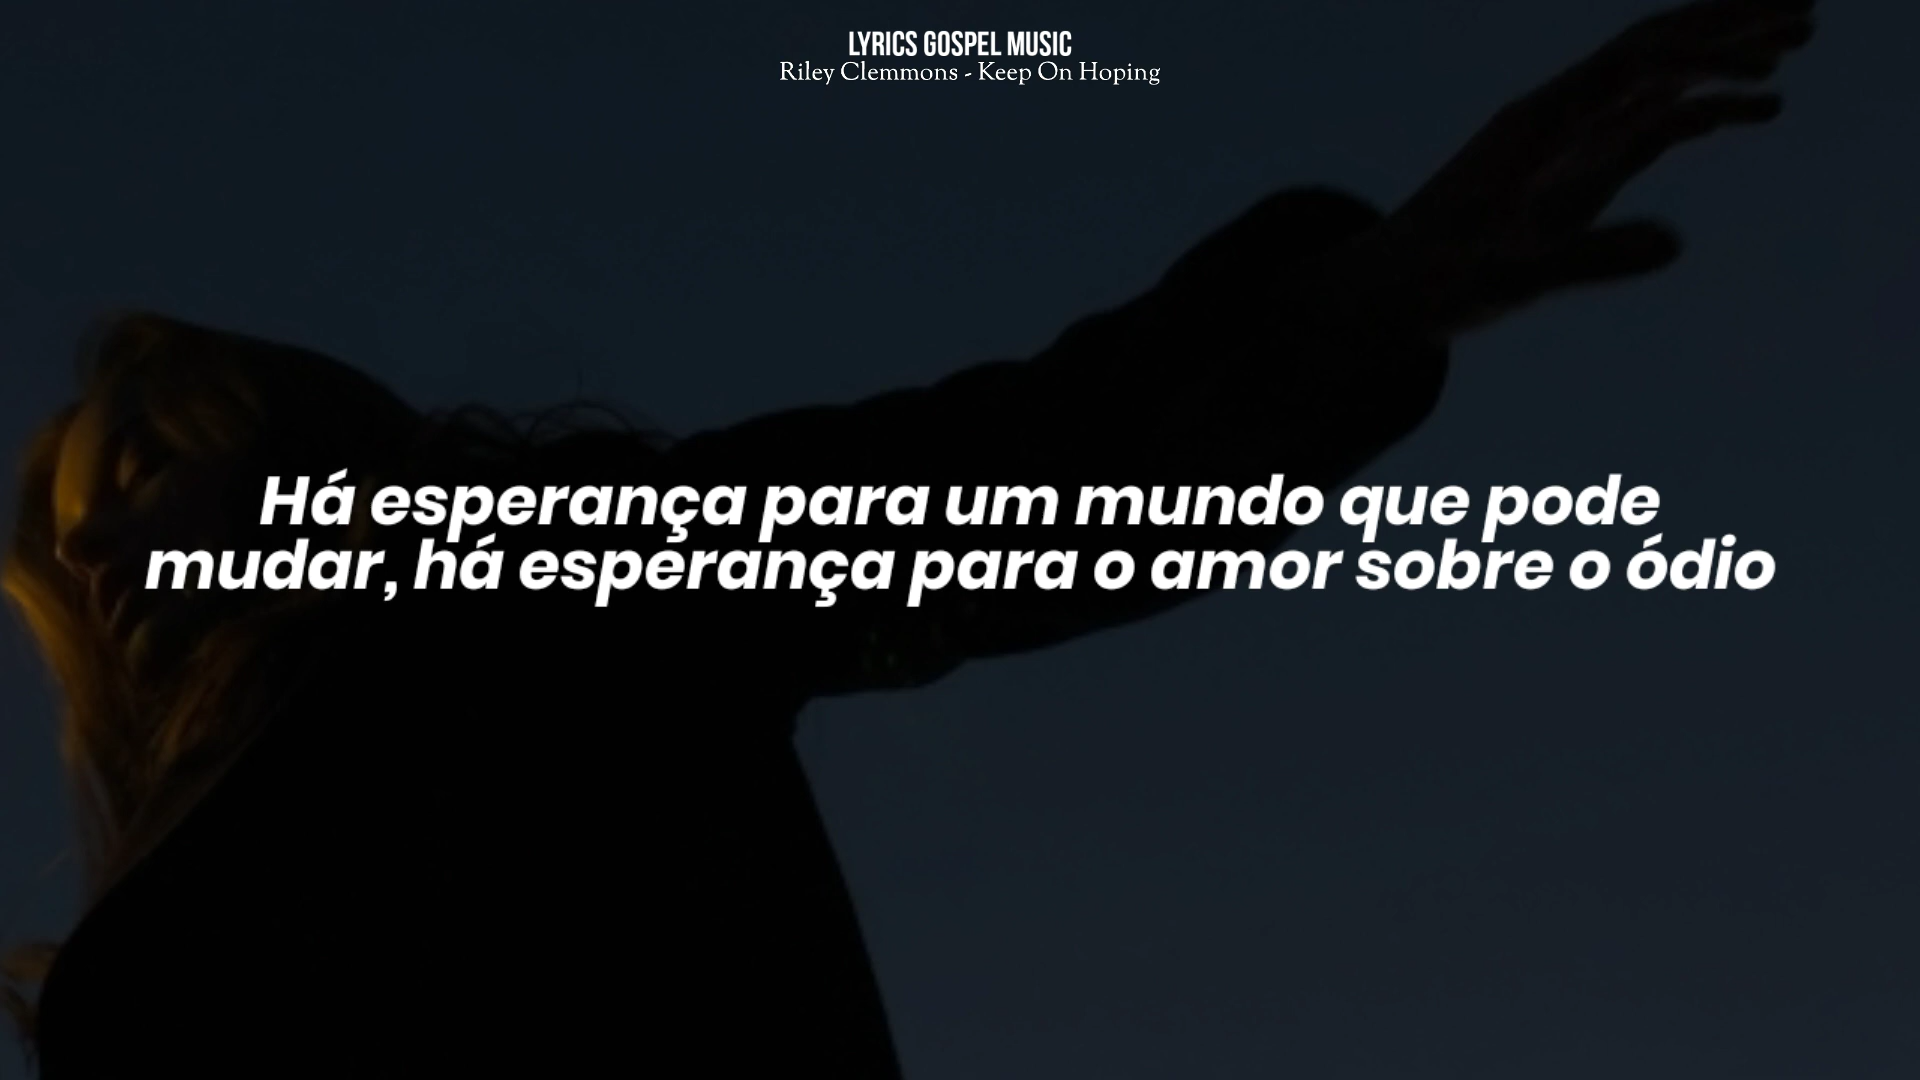 LYRICS GOSPEL MUSIC
Riley Clemmons - Keep On Hoping
Há esperança para um mundo que pode
mudar, há esperança para o amor sobre o ódio